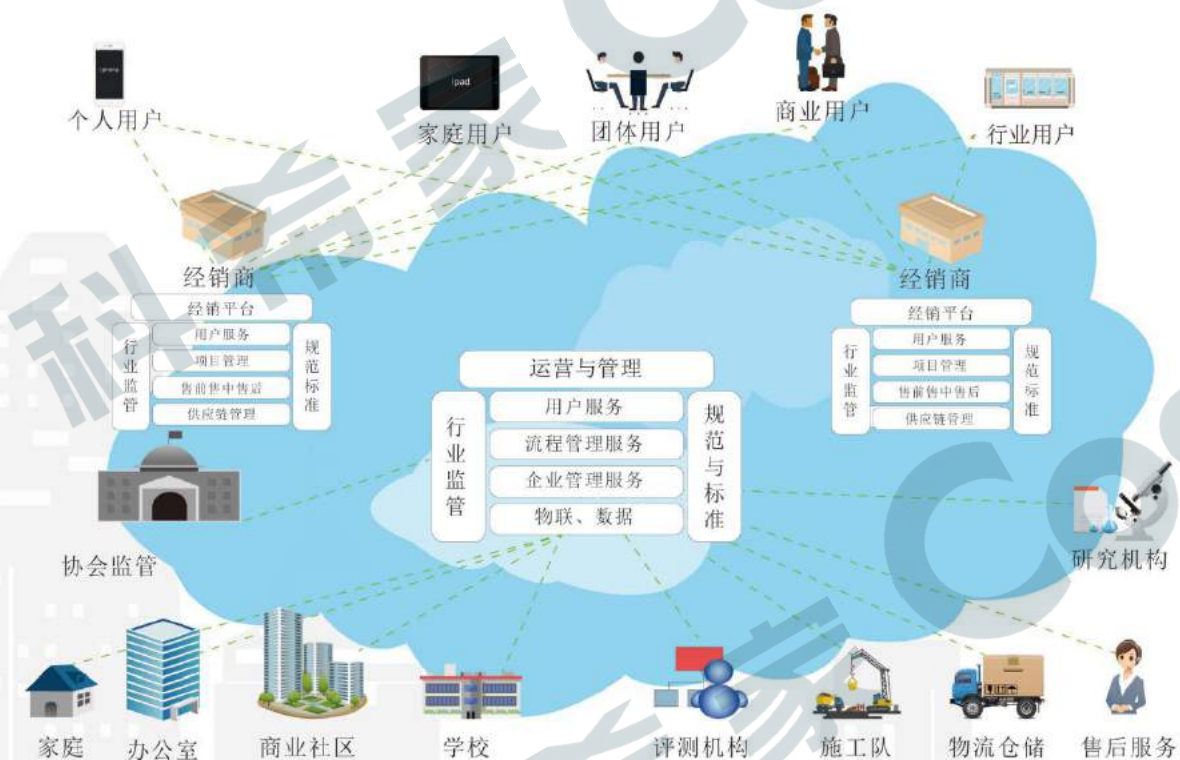 个人用户
ipad
家庭用户
团体用户
商业用户
行业用户
经销商
经销平台
行业监管
用户服务
项目管理
售前售中售后
供应链管理
规范标准
经销商
经销平台
行业监管
用户服务
项目管理
售前售中售后
供应链管理
规范标准
运营与管理
行业监管
用户服务
流程管理服务
企业管理服务
物联、数据
规范与标准
协会监管
研究机构
家庭
办公室
商业社区
学校
评测机构
施工队
物流仓储
售后服务
科希家